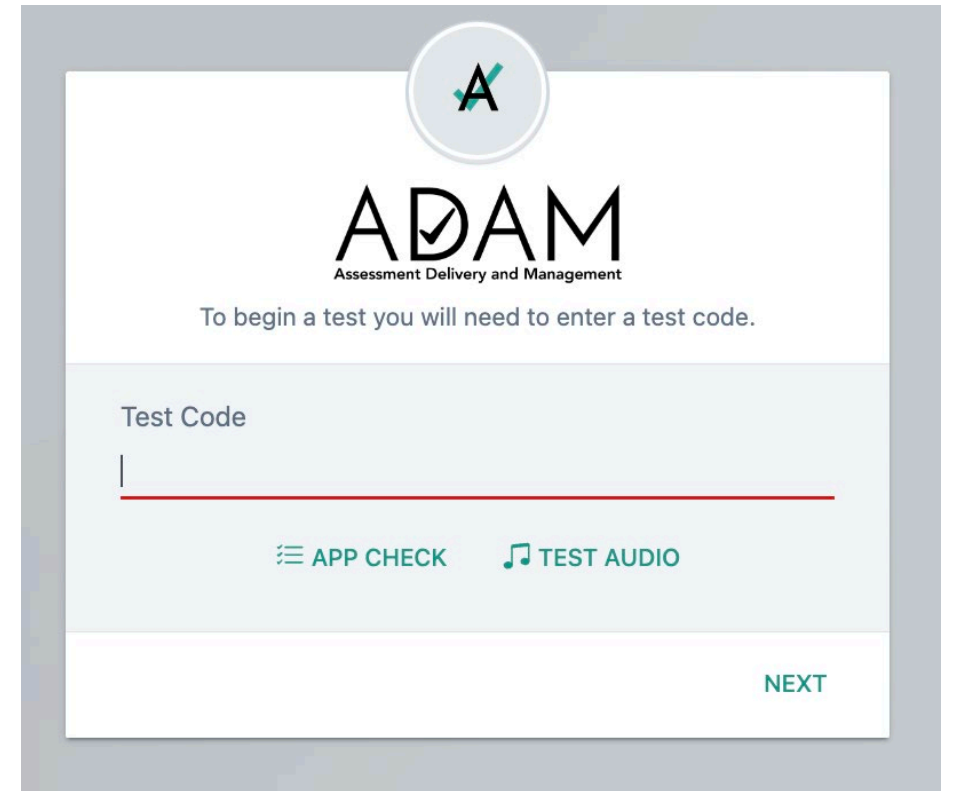 A
ADAM
Assessment Delivery and Management
To begin a test you will need to enter a test code.
Test Code
APP CHECK TEST AUDIO
NEXT